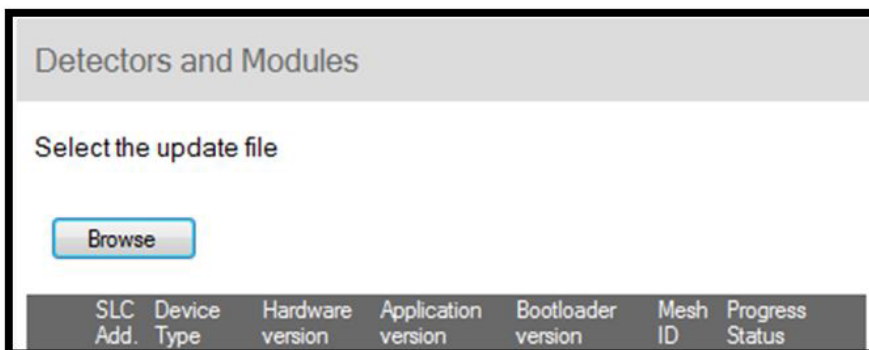 Detectors and Modules
Select the update file
Browse
SLC Device Hardware Application Bootloader Mesh Progress
Add. Type version version version ID Status